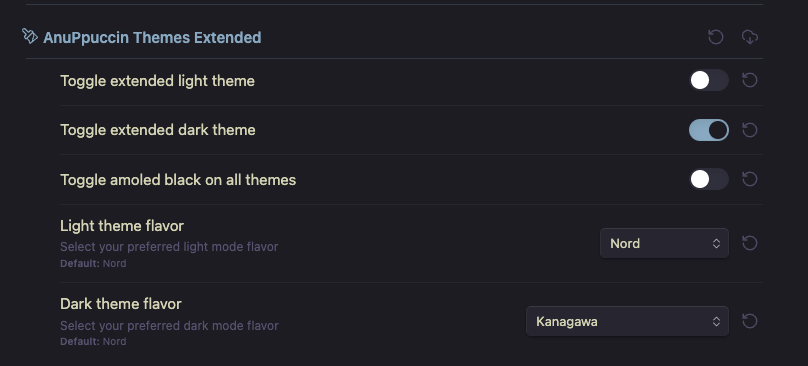 AnuPpuccin Themes Extended
Toggle extended light theme
Toggle extended dark theme
Toggle amoled black on all themes
Light theme flavor
Select your preferred light mode flavor
Default: Nord
Nord
Dark theme flavor
Select your preferred dark mode flavor
Default: Nord
Kanagawa